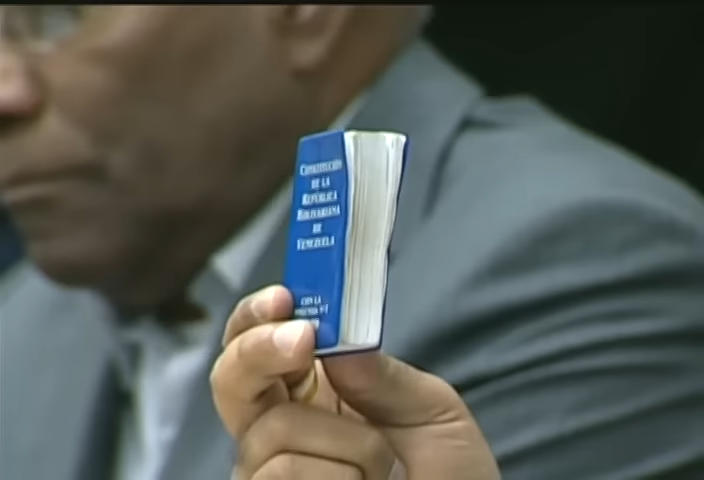 CONSTITUCIÓN
DE LA
REPÚBLICA
BOLIVARIANA
DE
VENEZUELA
CON LA